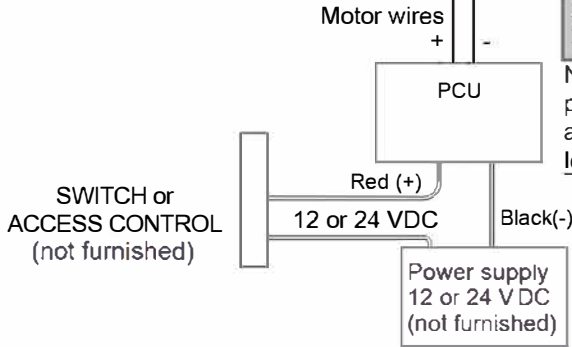 Motor wires
+ -
PCU
Red (+)
SWITCH or
ACCESS CONTROL
(not furnished)
12 or 24 VDC
Black(-)
Power supply
12 or 24 V DC
(not furnished)